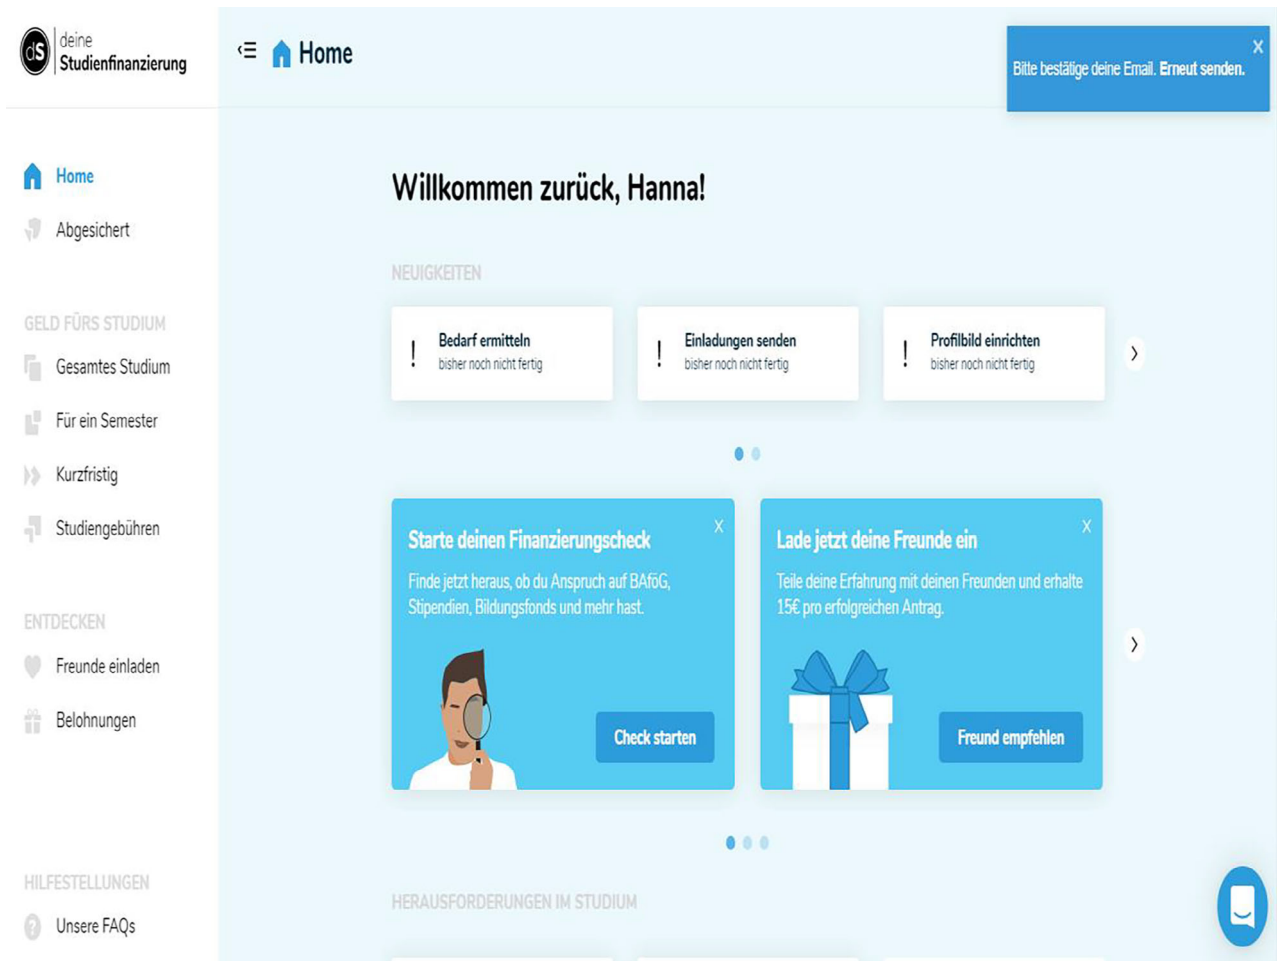 dS
deine
Studienfinanzierung
Home
Bitte bestätige deine Email. Erneut senden.
X
Home
Abgesichert
GELD FÜRS STUDIUM
Gesamtes Studium
Für ein Semester
Kurzfristig
Studiengebühren
ENTDECKEN
Freunde einladen
Belohnungen
HILFESTELLUNGEN
? Unsere FAQs
Willkommen zurück, Hanna!
NEUIGKEITEN
! Bedarf ermitteln
bisher noch nicht fertig
! Einladungen senden
bisher noch nicht fertig
! Profilbild einrichten
bisher noch nicht fertig
Starte deinen Finanzierungscheck X
Finde jetzt heraus, ob du Anspruch auf BAföG,
Stipendien, Bildungsfonds und mehr hast.
Check starten
Lade jetzt deine Freunde ein X
Teile deine Erfahrung mit deinen Freunden und erhalte
15€ pro erfolgreichen Antrag.
Freund empfehlen
HERAUSFORDERUNGEN IM STUDIUM